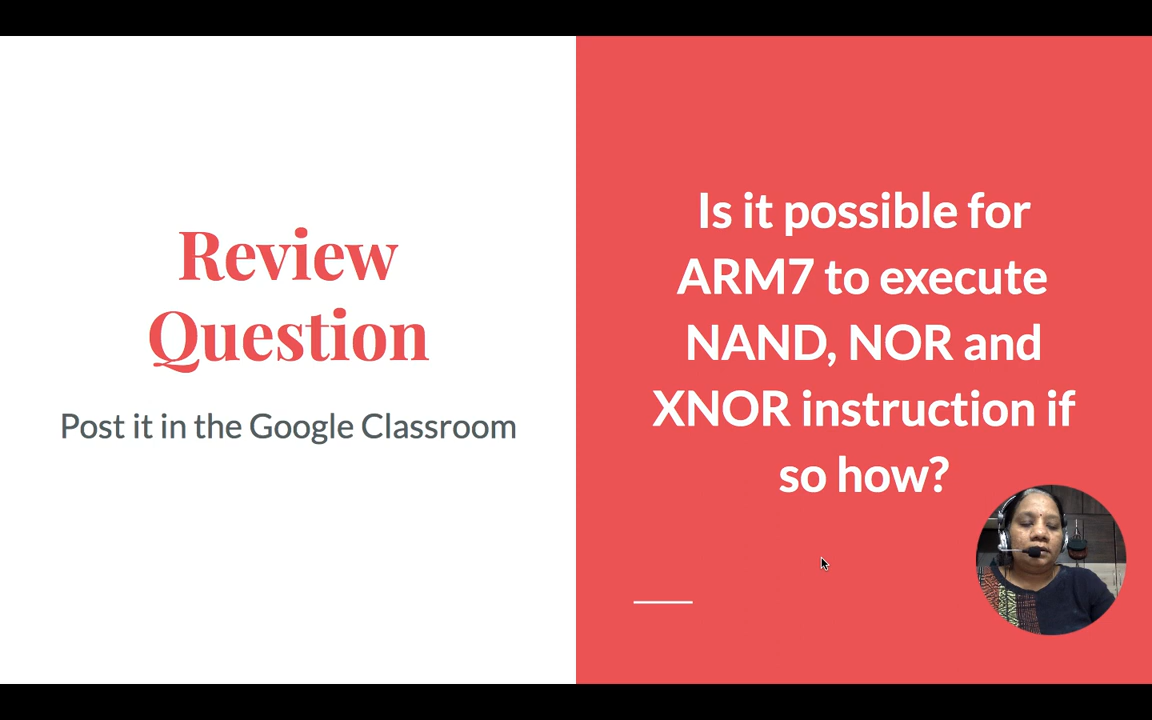 Review
Question
Post it in the Google Classroom
Is it possible for
ARM7 to execute
NAND, NOR and
XNOR instruction if
so how?